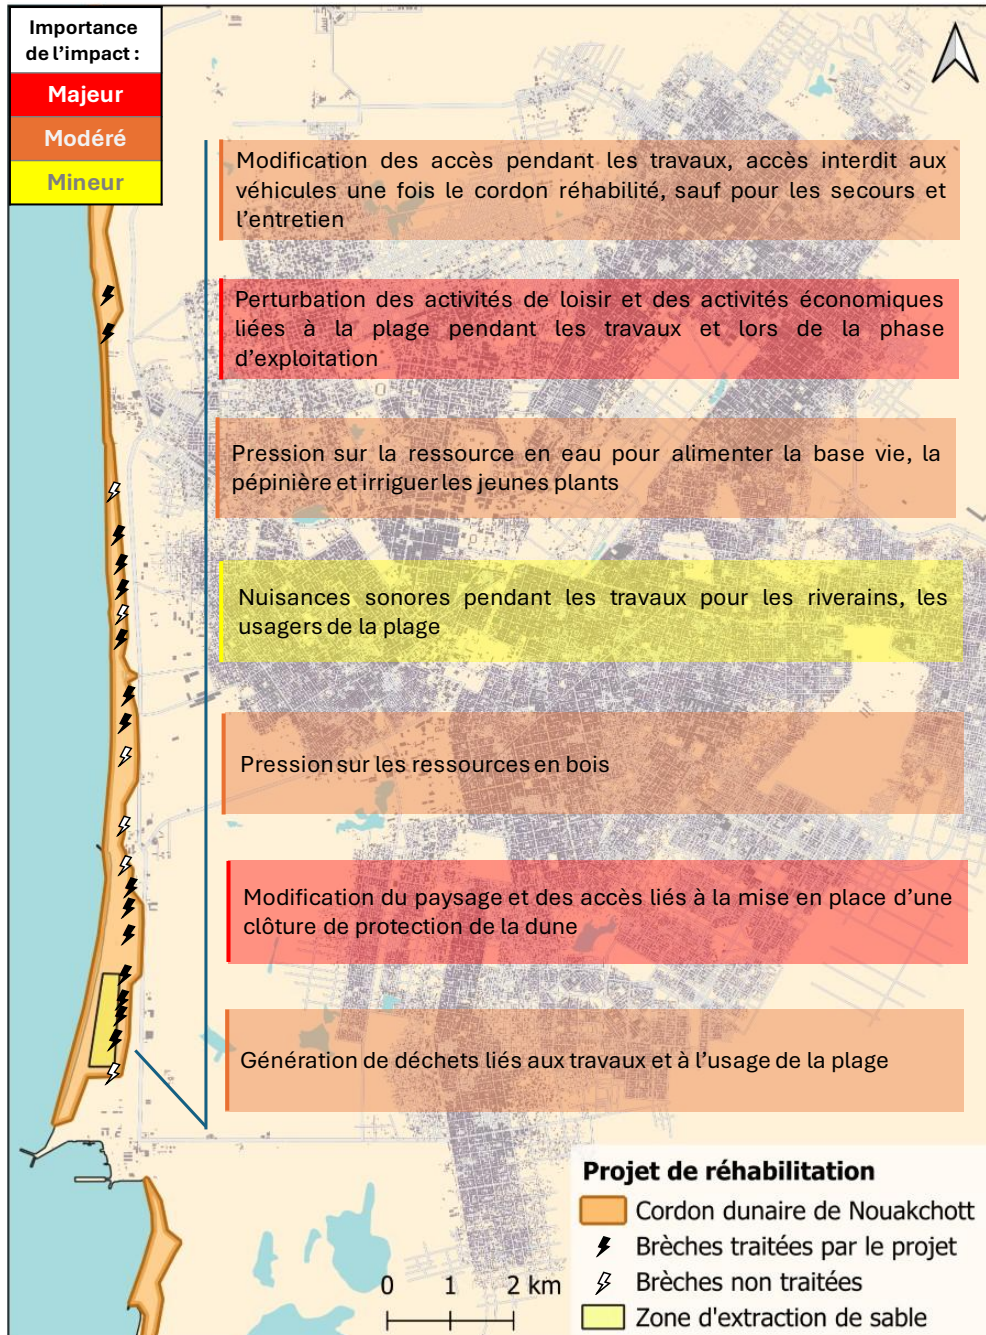 Importance
de l’impact :
Majeur
Modéré
Mineur
Modification des accès pendant les travaux, accès interdit aux
véhicules une fois le cordon réhabilité, sauf pour les secours et
l’entretien
Perturbation des activités de loisir et des activités économiques
liées à la plage pendant les travaux et lors de la phase
d’exploitation
Pression sur la ressource en eau pour alimenter la base vie, la
pépinière et irriguer les jeunes plants
Nuisances sonores pendant les travaux pour les riverains, les
usagers de la plage
Pression sur les ressources en bois
Modification du paysage et des accès liés à la mise en place d’une
clôture de protection de la dune
Génération de déchets liés aux travaux et à l’usage de la plage
Projet de réhabilitation
Cordon dunaire de Nouakchott
Brèches traitées par le projet
Brèches non traitées
Zone d'extraction de sable
0 1 2 km